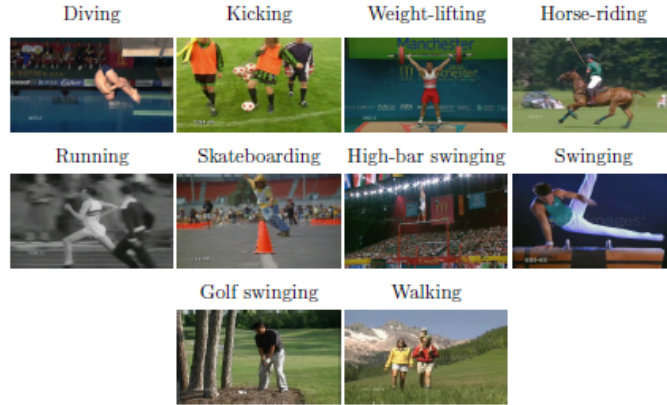 Diving Kicking Weight-lifting Horse-riding
Manchester
Running Skateboarding High-bar swinging Swinging
Golf swinging Walking